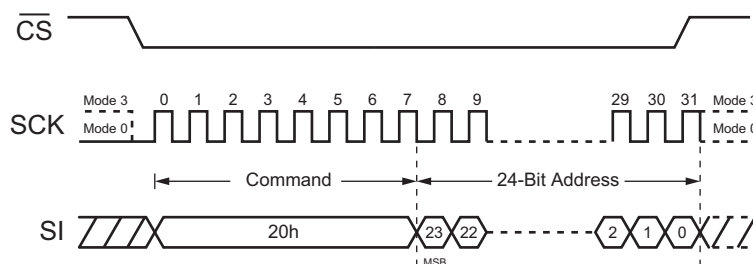 CS
Mode 3 0 1 2 3 4 5 6 7 8 9 29 30 31 Mode 3
SCK
Mode 0 Mode 0
Command 24-Bit Address
SI 20h 23 22 2 1 0
MSB